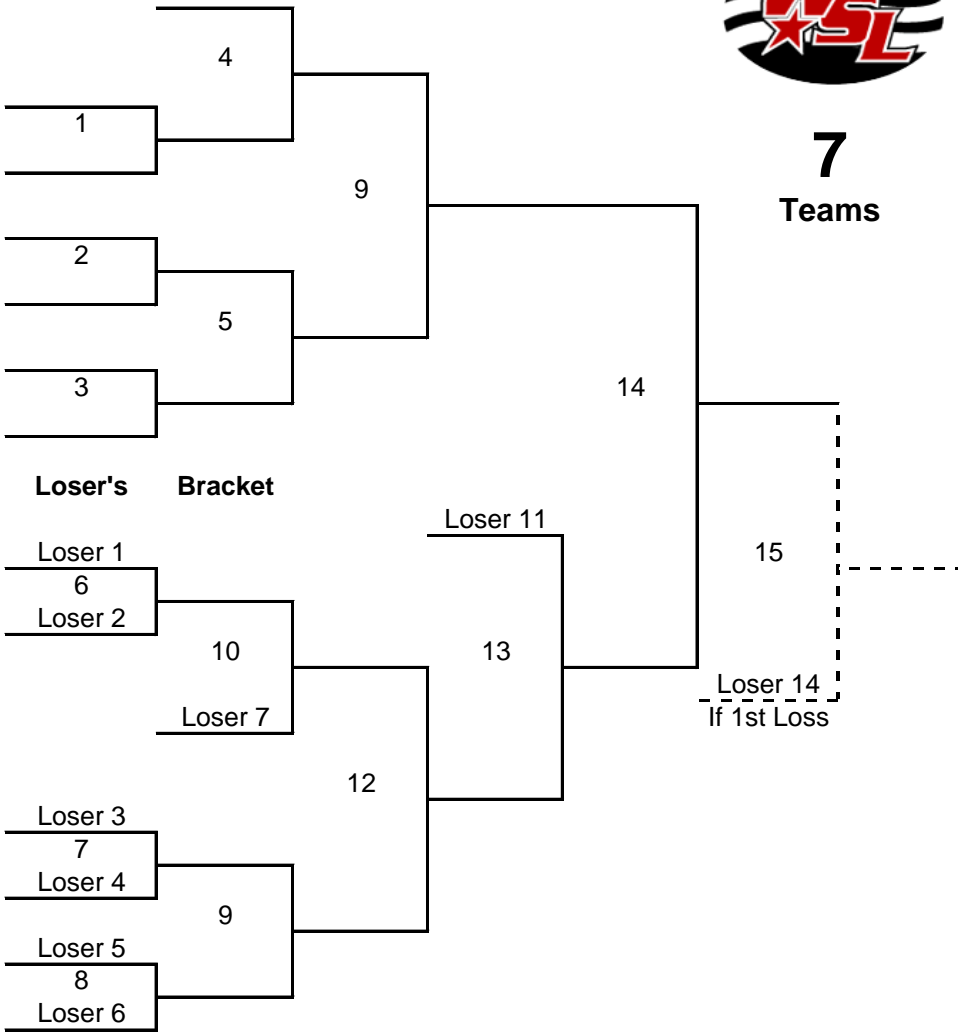 WSL
4
1
7
9
Teams
2
5
3
14
Loser's Bracket
Loser 11
Loser 1
15
6
Loser 2
10
13
Loser 14
Loser 7
If 1st Loss
12
Loser 3
7
Loser 4
9
Loser 5
8
Loser 6